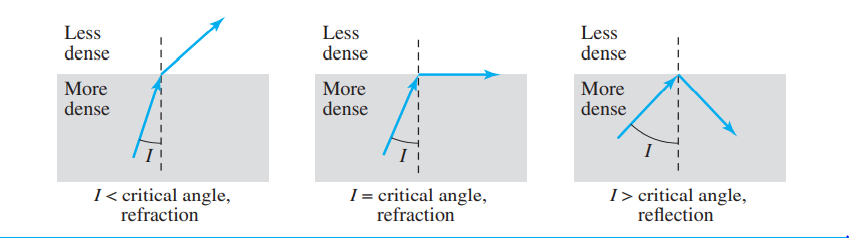 Less
dense
More
dense
I
I < critical angle,
refraction
Less
dense
More
dense
I
I = critical angle,
refraction
Less
dense
More
dense
I
I > critical angle,
reflection